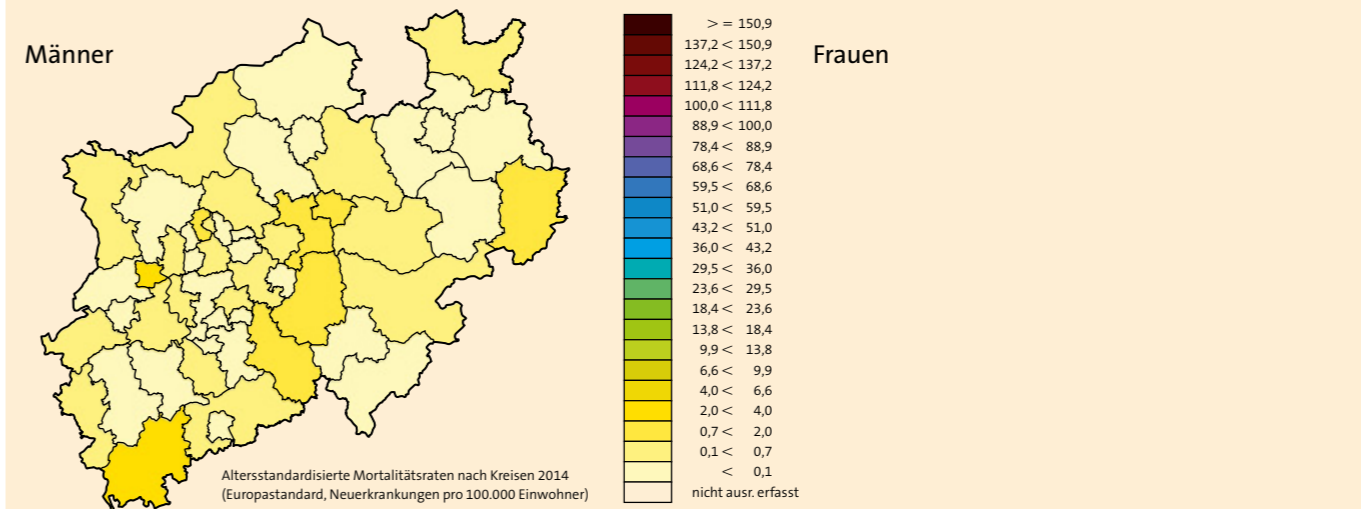 Männer
> = 150,9
137,2 < 150,9
124,2 < 137,2
111,8 < 124,2
100,0 < 111,8
88,9 < 100,0
78,4 < 88,9
68,6 < 78,4
59,5 < 68,6
51,0 < 59,5
43,2 < 51,0
36,0 < 43,2
29,5 < 36,0
23,6 < 29,5
18,4 < 23,6
13,8 < 18,4
9,9 < 13,8
6,6 < 9,9
4,0 < 6,6
2,0 < 4,0
0,7 < 2,0
0,1 < 0,7
< 0,1
nicht ausr. erfasst
Frauen
Altersstandardisierte Mortalitätsraten nach Kreisen 2014
(Europastandard, Neuerkrankungen pro 100.000 Einwohner)